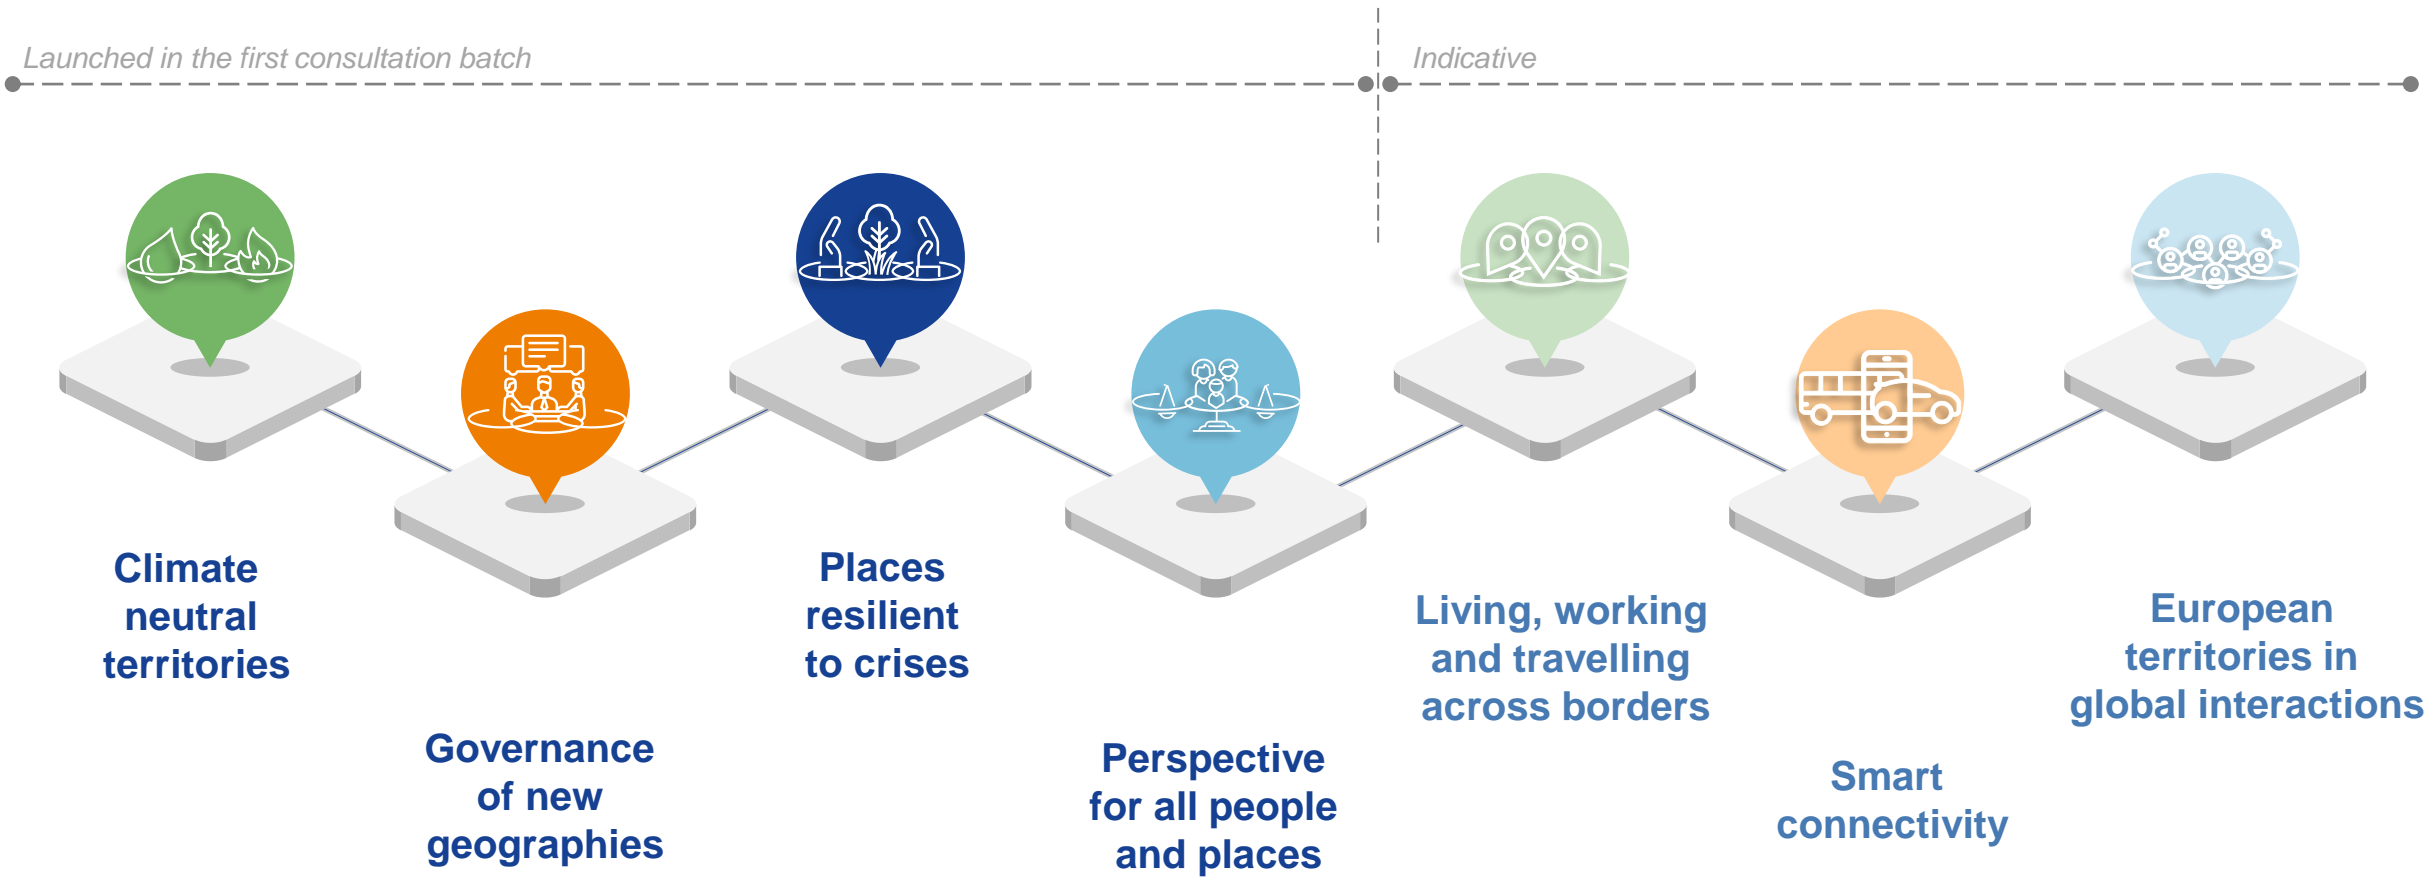 Launched in the first consultation batch
Indicative
Climate
neutral
territories
Governance
of new
geographies
Places
resilient
to crises
Perspective
for all people
and places
Living, working
and travelling
across borders
Smart
connectivity
European
territories in
global interactions